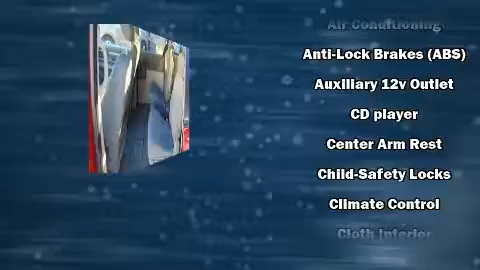 Air Conditioning
Anti-Lock Brakes (ABS)
Auxiliary 12v Outlet
CD player
Center Arm Rest
Child-Safety Locks
Climate Control
Cloth Interior